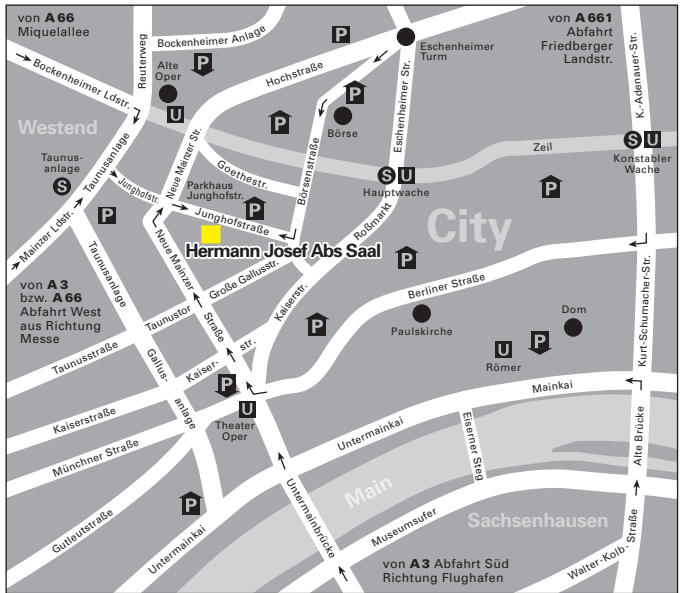 von A 66
Miquelallee
Bockenheimer Anlage
P
von A 661
Abfahrt
Friedberger
Landstr.
Eschenheimer
Turm
Reuterweg
P
Hochstraße
Alte
Oper
Bockenheimer Ldstr.
U
P
P
Börse
Eschenheimer Str.
K.-Adenauer-Str.
Westend
Taunusanlage
Neue Mainzer Str.
Goethestr.
Börsenstraße
Zeil
S U
Konstabler
Wache
Taunus-
anlage
S
Junghofstr.
Parkhaus
Junghofstr.
P
S U
Hauptwache
P
P
Junghofstraße
Roßmarkt
City
Mainzer Ldstr.
Hermann Josef Abs Saal
Neue Mainzer
Straße
Große Gallusstr.
Taunustor
P
Taunusanlage
Kaiserstr.
Berliner Straße
von A 3
bzw. A 66
Abfahrt West
aus Richtung
Messe
Paulskirche
Dom
P
U
Römer
P
Kurt-Schumacher-Str.
Taunusstraße
Gallus-
anlage
Kaiser-
str.
P
Kaiserstraße
U
Theater
Oper
Mainkai
Münchner Straße
Untermainkai
Eiserner Steg
Alte Brücke
Gutleutstraße
P
Untermainkai
Untermainbrücke
Main
Museumsufer
Sachsenhausen
Walter-Kolb-
Straße
von A3 Abfahrt Süd
Richtung Flughafen